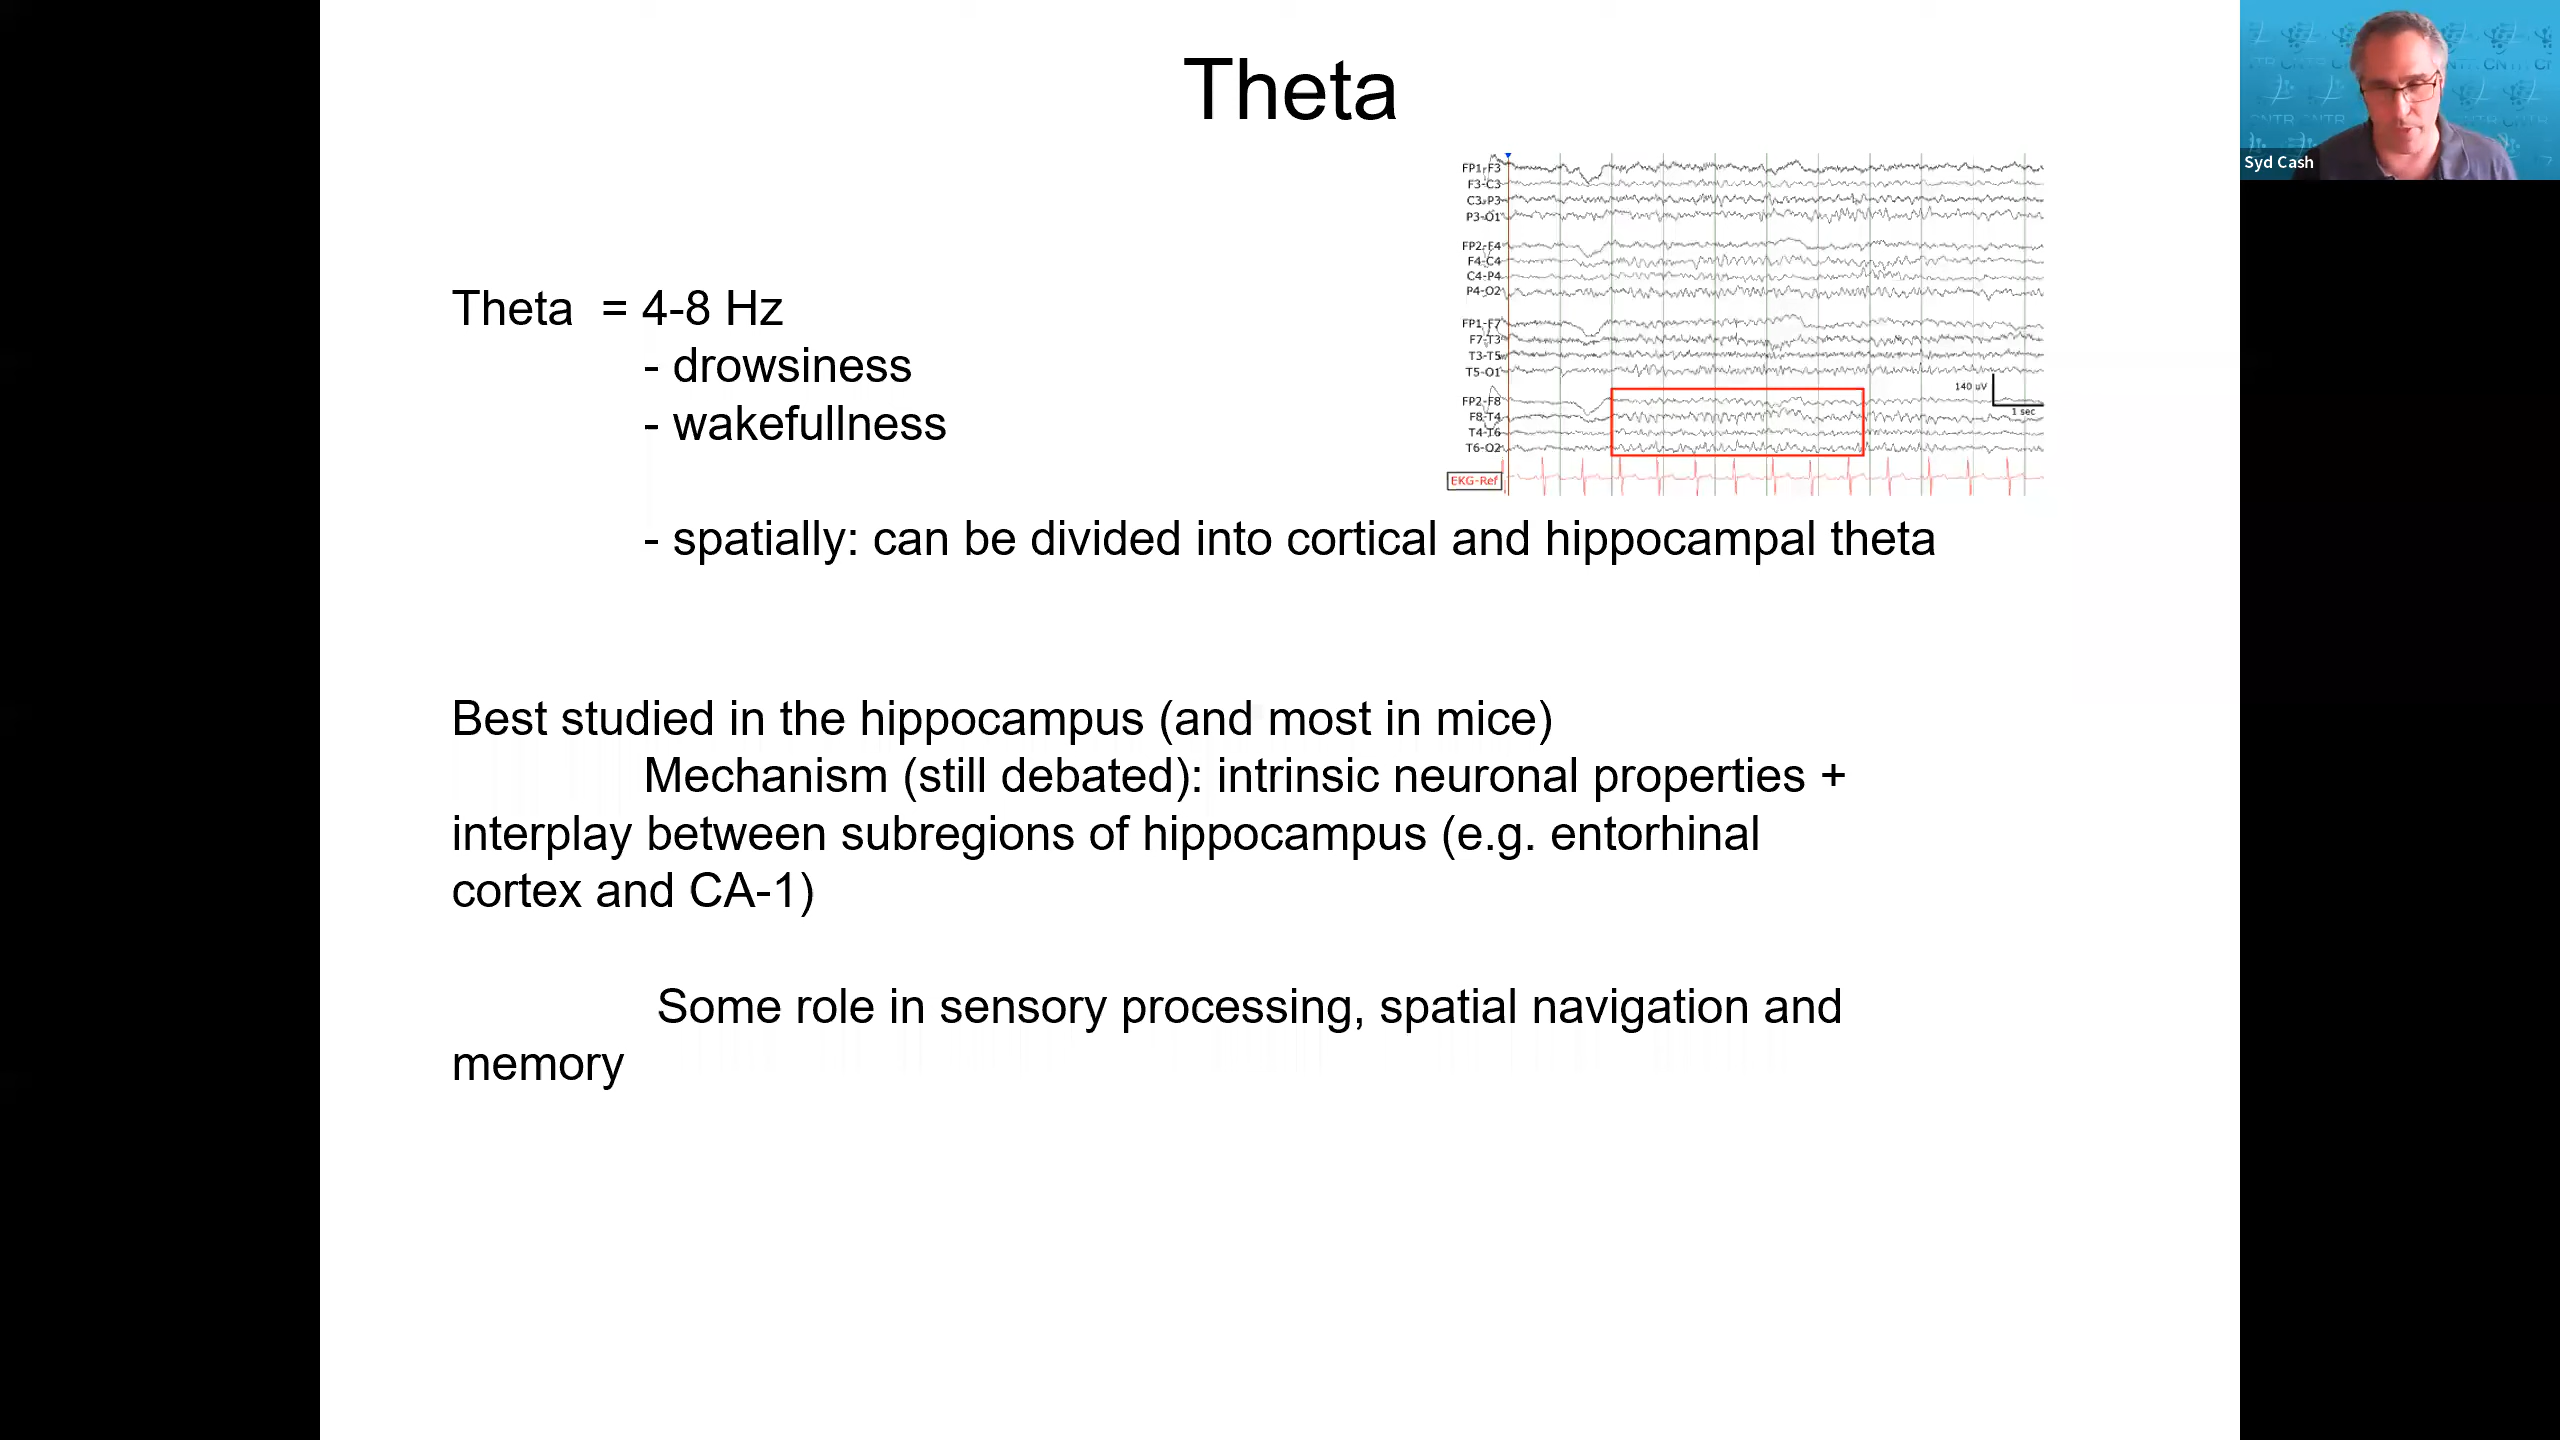 Theta
Syd Cash
FP1-F3
F3-C3
C3-P3
P3-O1
FP2-F4
F4-C4
C4-P4
P4-O2
FP1-F7
F7-T3
T3-T5
T5-O1
FP2-F8
F8-T4
T4-T6
T6-O2
EKG-Ref
140 uV
1 sec
Theta = 4-8 Hz
- drowsiness
- wakefullness
- spatially: can be divided into cortical and hippocampal theta
Best studied in the hippocampus (and most in mice)
Mechanism (still debated): intrinsic neuronal properties +
interplay between subregions of hippocampus (e.g. entorhinal
cortex and CA-1)
Some role in sensory processing, spatial navigation and
memory